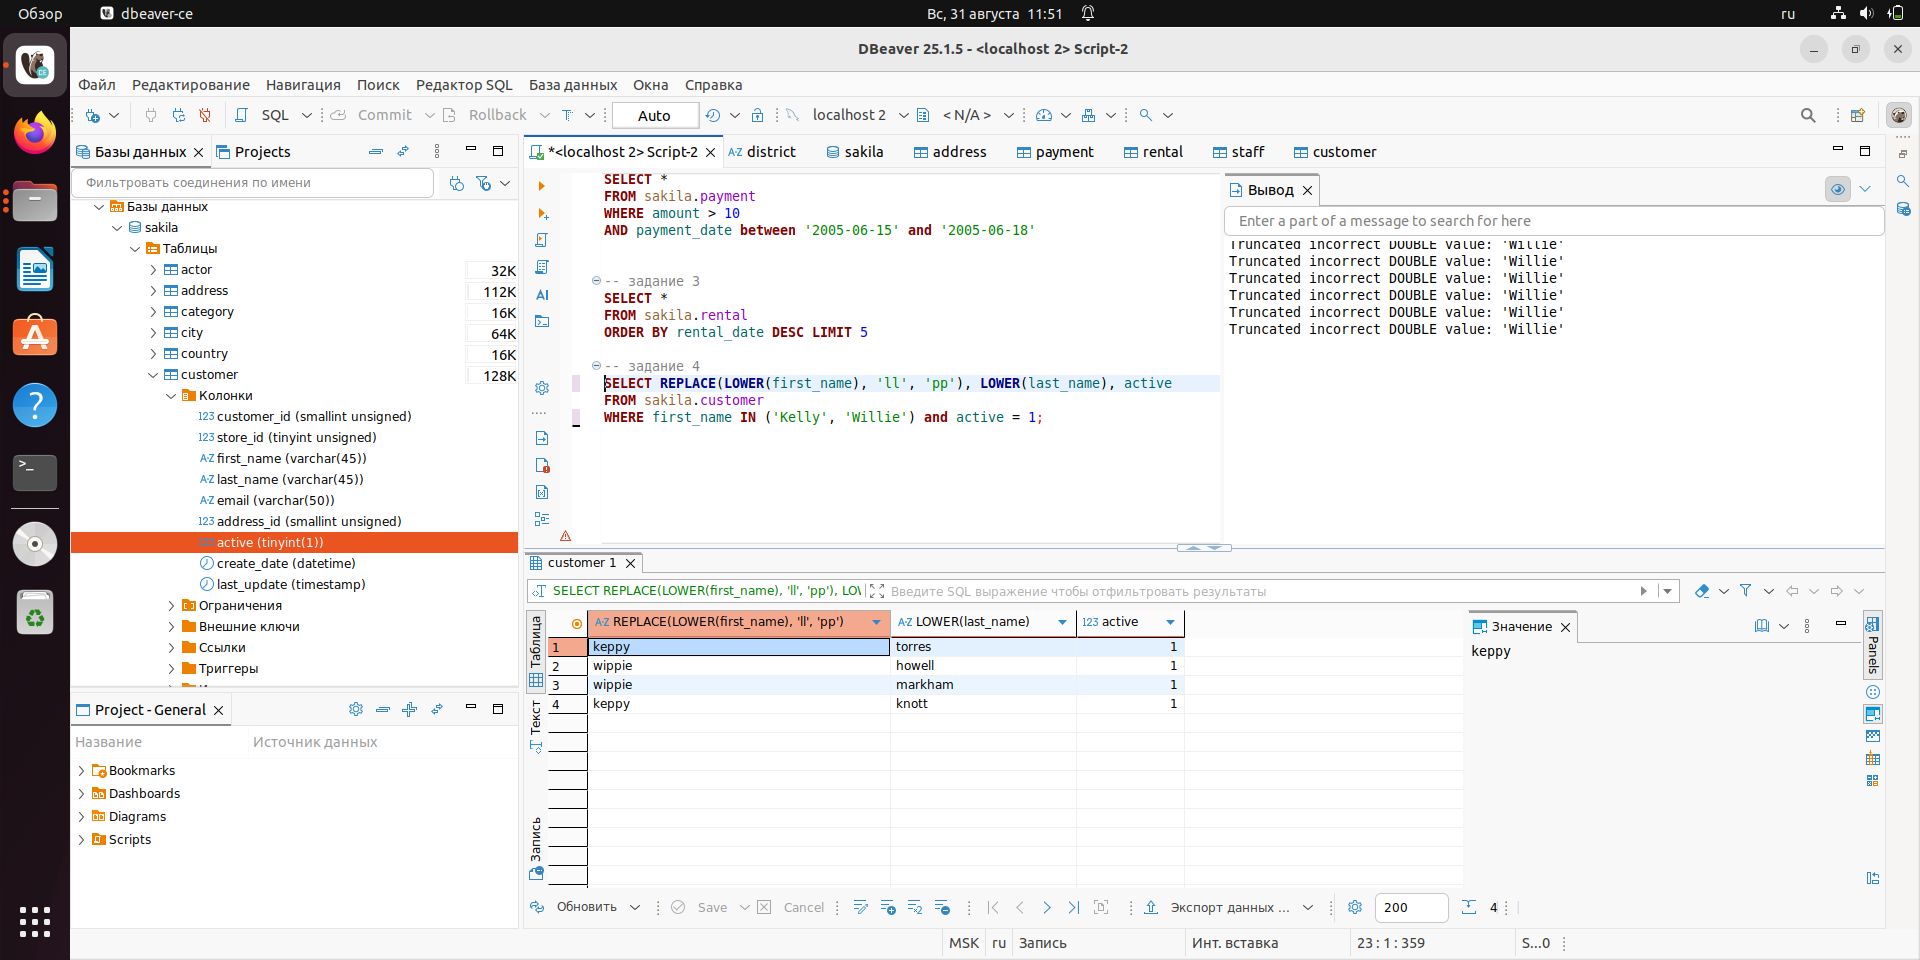 Обзор
dbeaver-ce
Вс, 31 августа 11:51
ru
DBeaver 25.1.5 - <localhost 2> Script-2
Файл Редактирование Навигация Поиск Редактор SQL База данных Окна Справка
SQL Commit Rollback T Auto localhost 2 < N/A >
Базы данных Projects
Фильтровать соединения по имени
Базы данных
sakila
Таблицы
actor 32K
address 112K
category 16K
city 64K
country 16K
customer 128K
Колонки
123 customer_id (smallint unsigned)
123 store_id (tinyint unsigned)
A-Z first_name (varchar(45))
A-Z last_name (varchar(45))
A-Z email (varchar(50))
123 address_id (smallint unsigned)
123 active (tinyint(1))
create_date (datetime)
last_update (timestamp)
Ограничения
Внешние ключи
Ссылки
Триггеры
Project - General
Название Источник данных
Bookmarks
Dashboards
Diagrams
Scripts
*<localhost 2> Script-2 A-Z district sakila address payment rental staff customer
SELECT *
FROM sakila.payment
WHERE amount > 10
AND payment_date between '2005-06-15' and '2005-06-18'
-- задание 3
SELECT *
FROM sakila.rental
ORDER BY rental_date DESC LIMIT 5
-- задание 4
SELECT REPLACE(LOWER(first_name), 'll', 'pp'), LOWER(last_name), active
FROM sakila.customer
WHERE first_name IN ('Kelly', 'Willie') and active = 1;
AI
Вывод
Enter a part of a message to search for here
Truncated incorrect DOUBLE value: 'Willie'
Truncated incorrect DOUBLE value: 'Willie'
Truncated incorrect DOUBLE value: 'Willie'
Truncated incorrect DOUBLE value: 'Willie'
Truncated incorrect DOUBLE value: 'Willie'
Truncated incorrect DOUBLE value: 'Willie'
customer 1
SELECT REPLACE(LOWER(first_name), 'll', 'pp'), LO
Введите SQL выражение чтобы отфильтровать результаты
Таблица
Текст
Запись
A-Z REPLACE(LOWER(first_name), 'll', 'pp') A-Z LOWER(last_name) 123 active
1 keppy torres 1
2 wippie howell 1
3 wippie markham 1
4 keppy knott 1
Значение
keppy
Panels
Обновить Save Cancel Экспорт данных ... 200 4
MSK ru Запись Инт. вставка 23 : 1 : 359 S...0